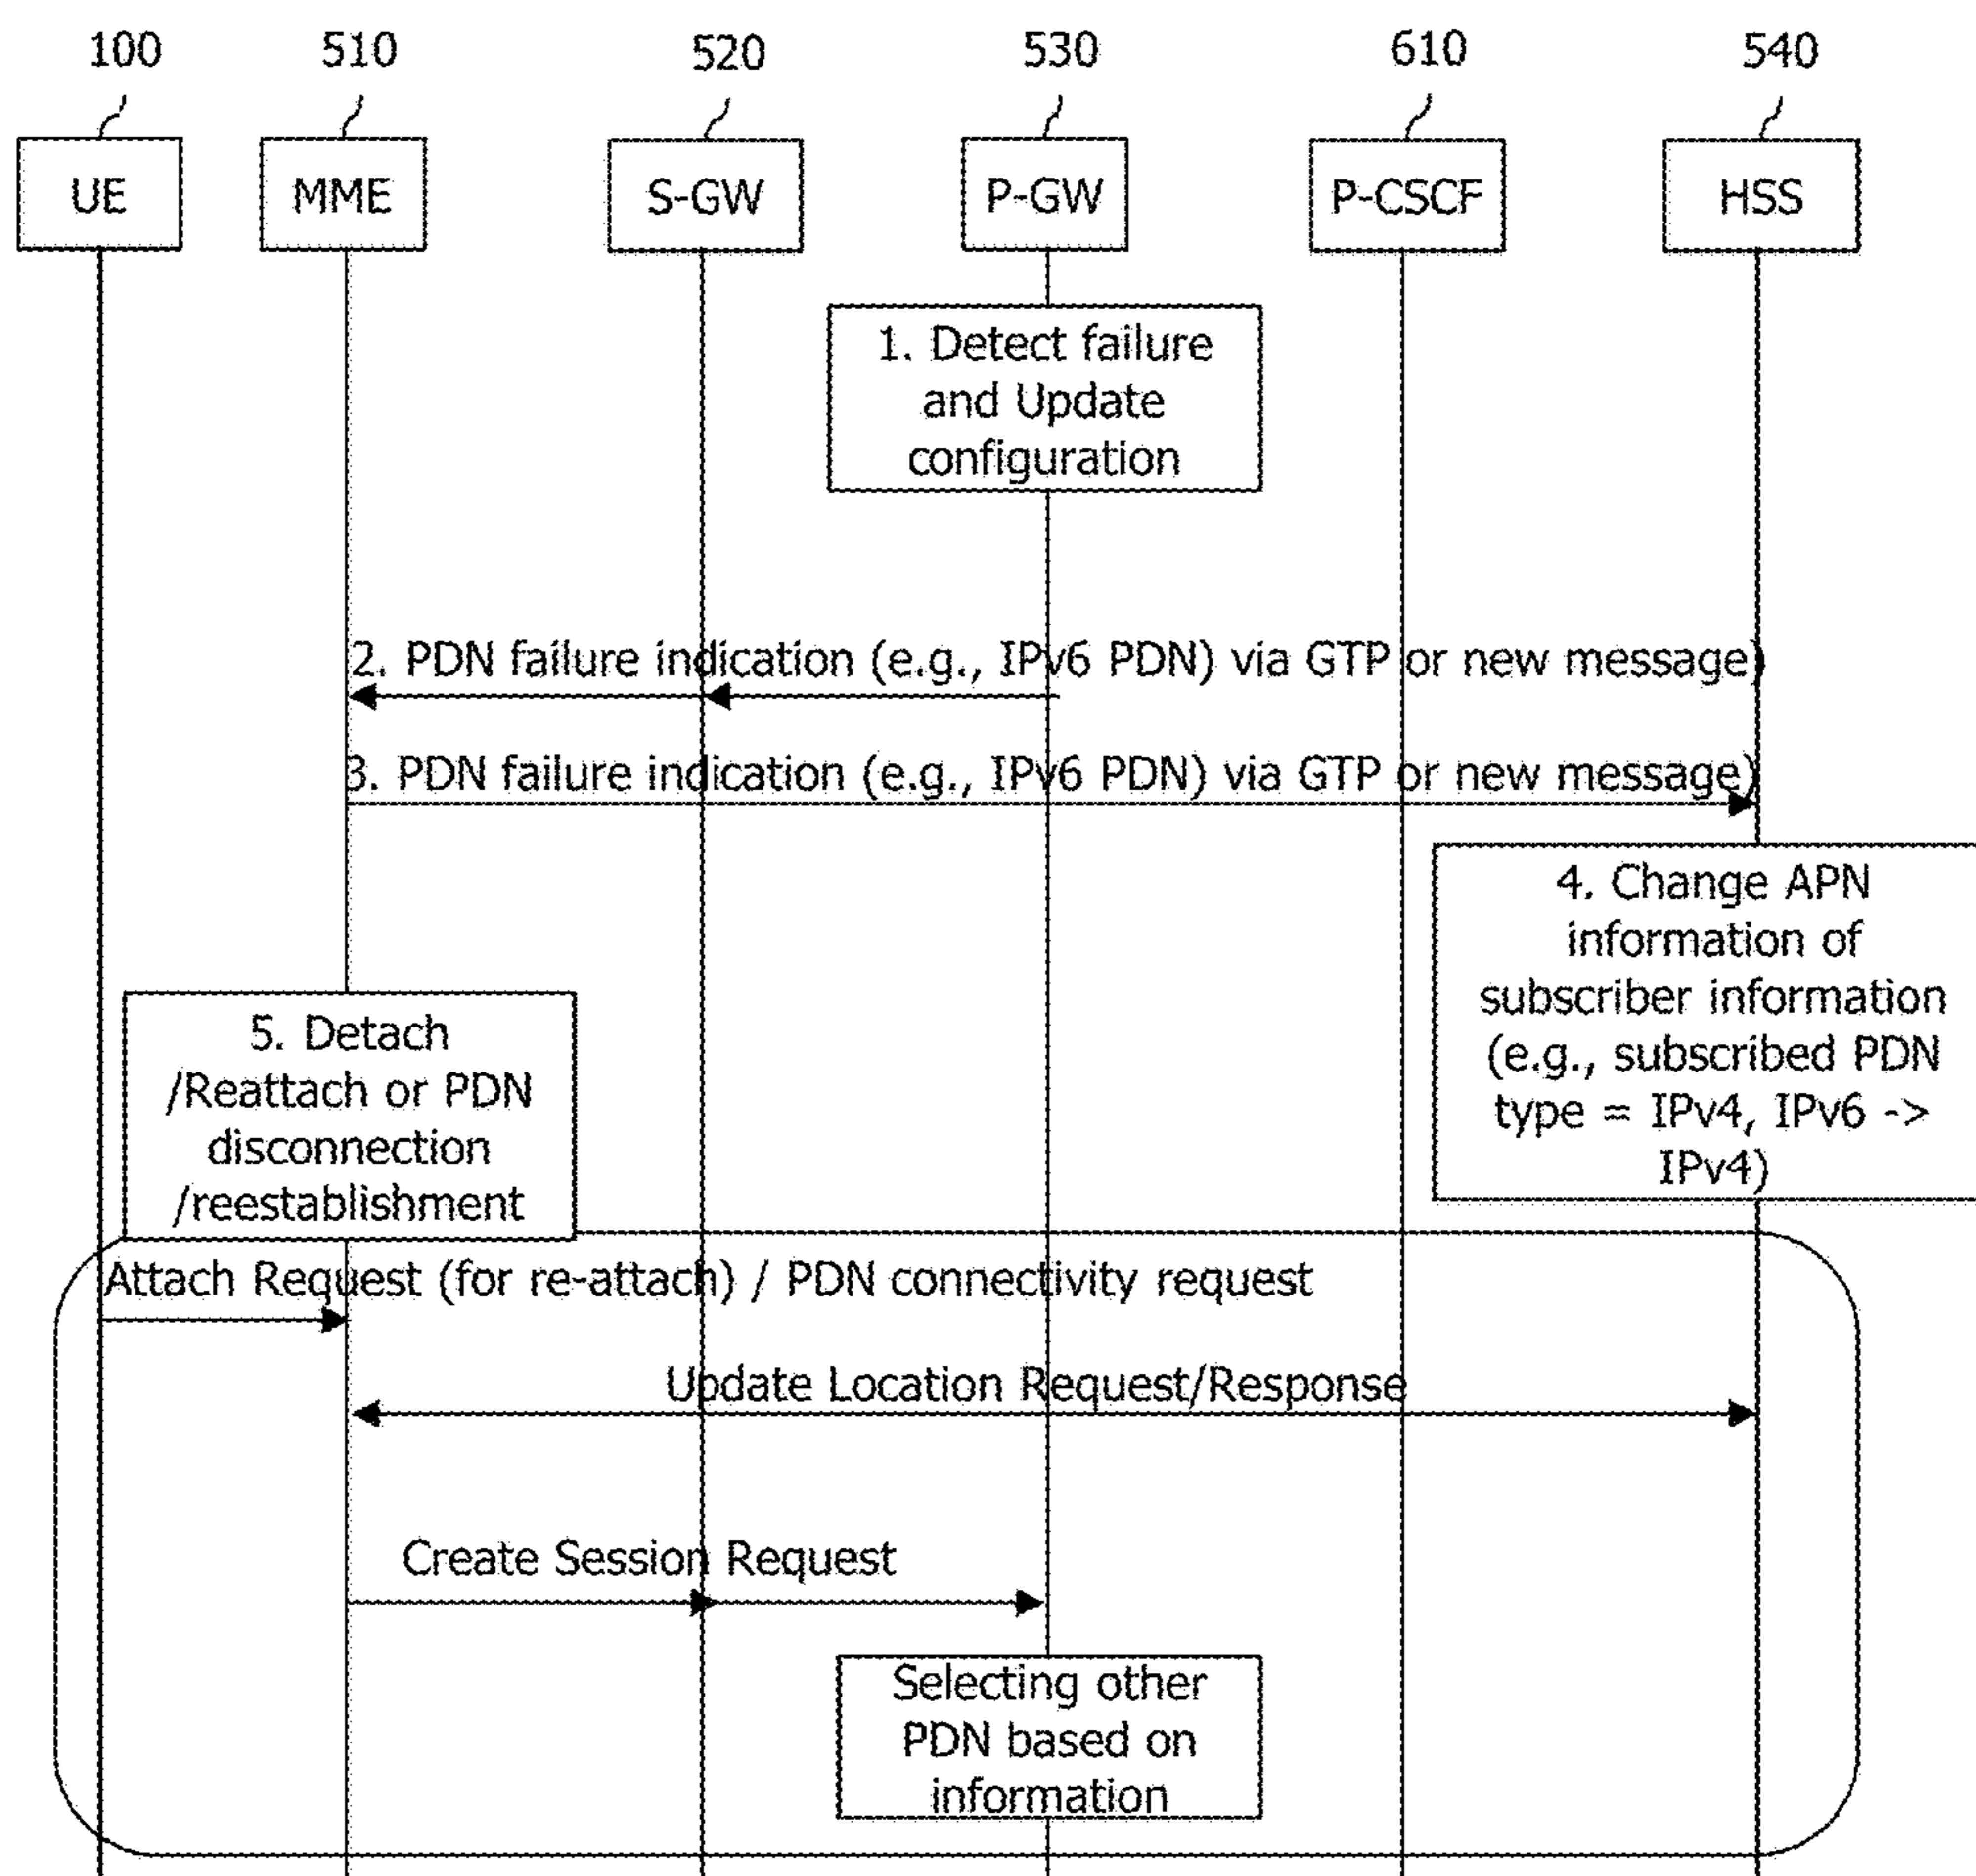 100 510 520 530 610 540
UE MME S-GW P-GW P-CSCF HSS
1. Detect failure
and Update
configuration
2. PDN failure indication (e.g., IPv6 PDN) via GTP or new message)
3. PDN failure indication (e.g., IPv6 PDN) via GTP or new message)
4. Change APN
information of
subscriber information
(e.g., subscribed PDN
type = IPv4, IPv6 ->
IPv4)
5. Detach
/Reattach or PDN
disconnection
/reestablishment
Attach Request (for re-attach) / PDN connectivity request
Update Location Request/Response
Create Session Request
Selecting other
PDN based on
information